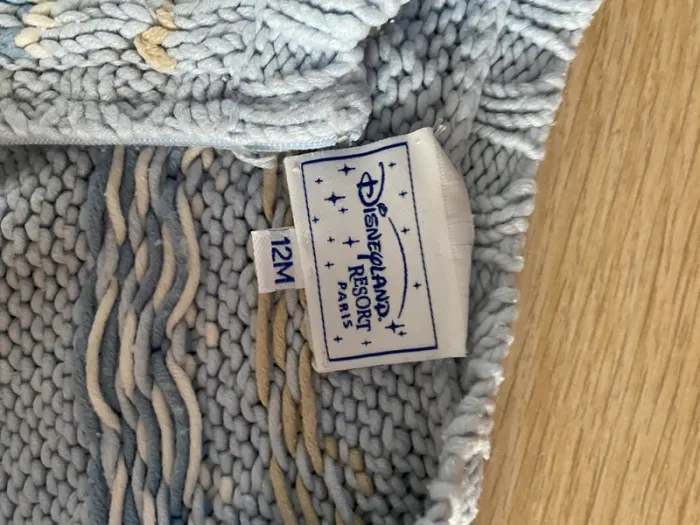 DISNEYLAND
RESORT
PARIS
12M